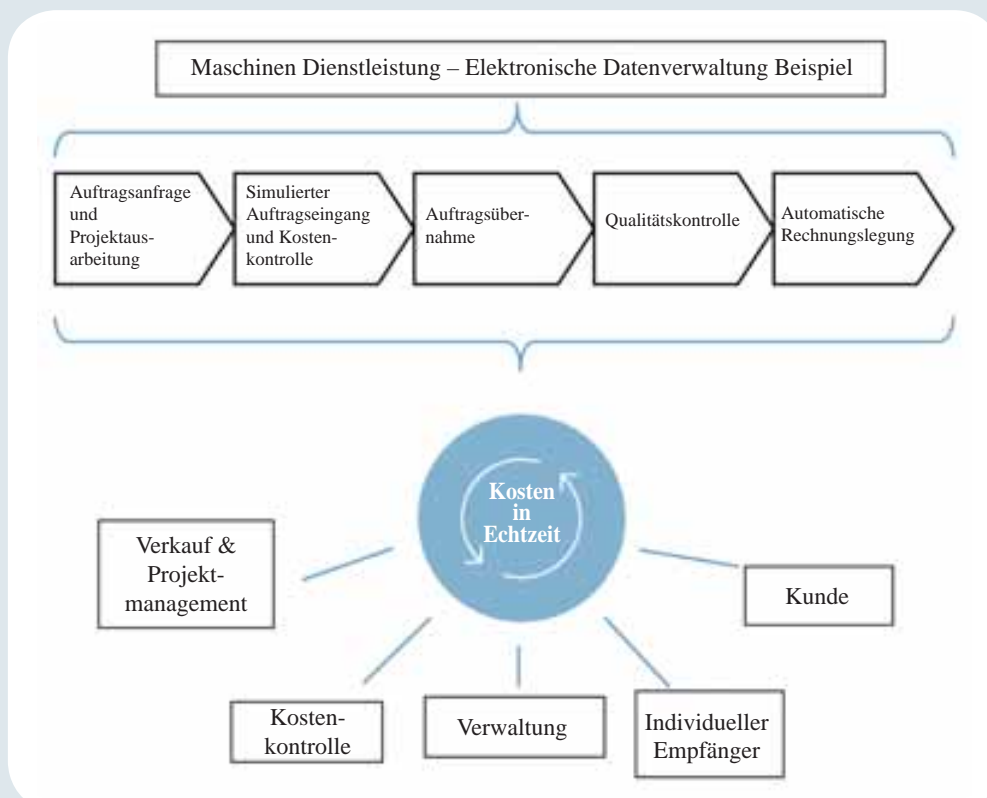 Maschinen Dienstleistung – Elektronische Datenverwaltung Beispiel
Auftragsanfrage
und
Projektaus-
arbeitung
Simulierter
Auftragseingang
und Kosten-
kontrolle
Auftragsüber-
nahme
Qualitätskontrolle
Automatische
Rechnungslegung
Kosten
in
Echtzeit
Verkauf &
Projekt-
management
Kosten-
kontrolle
Verwaltung
Individueller
Empfänger
Kunde